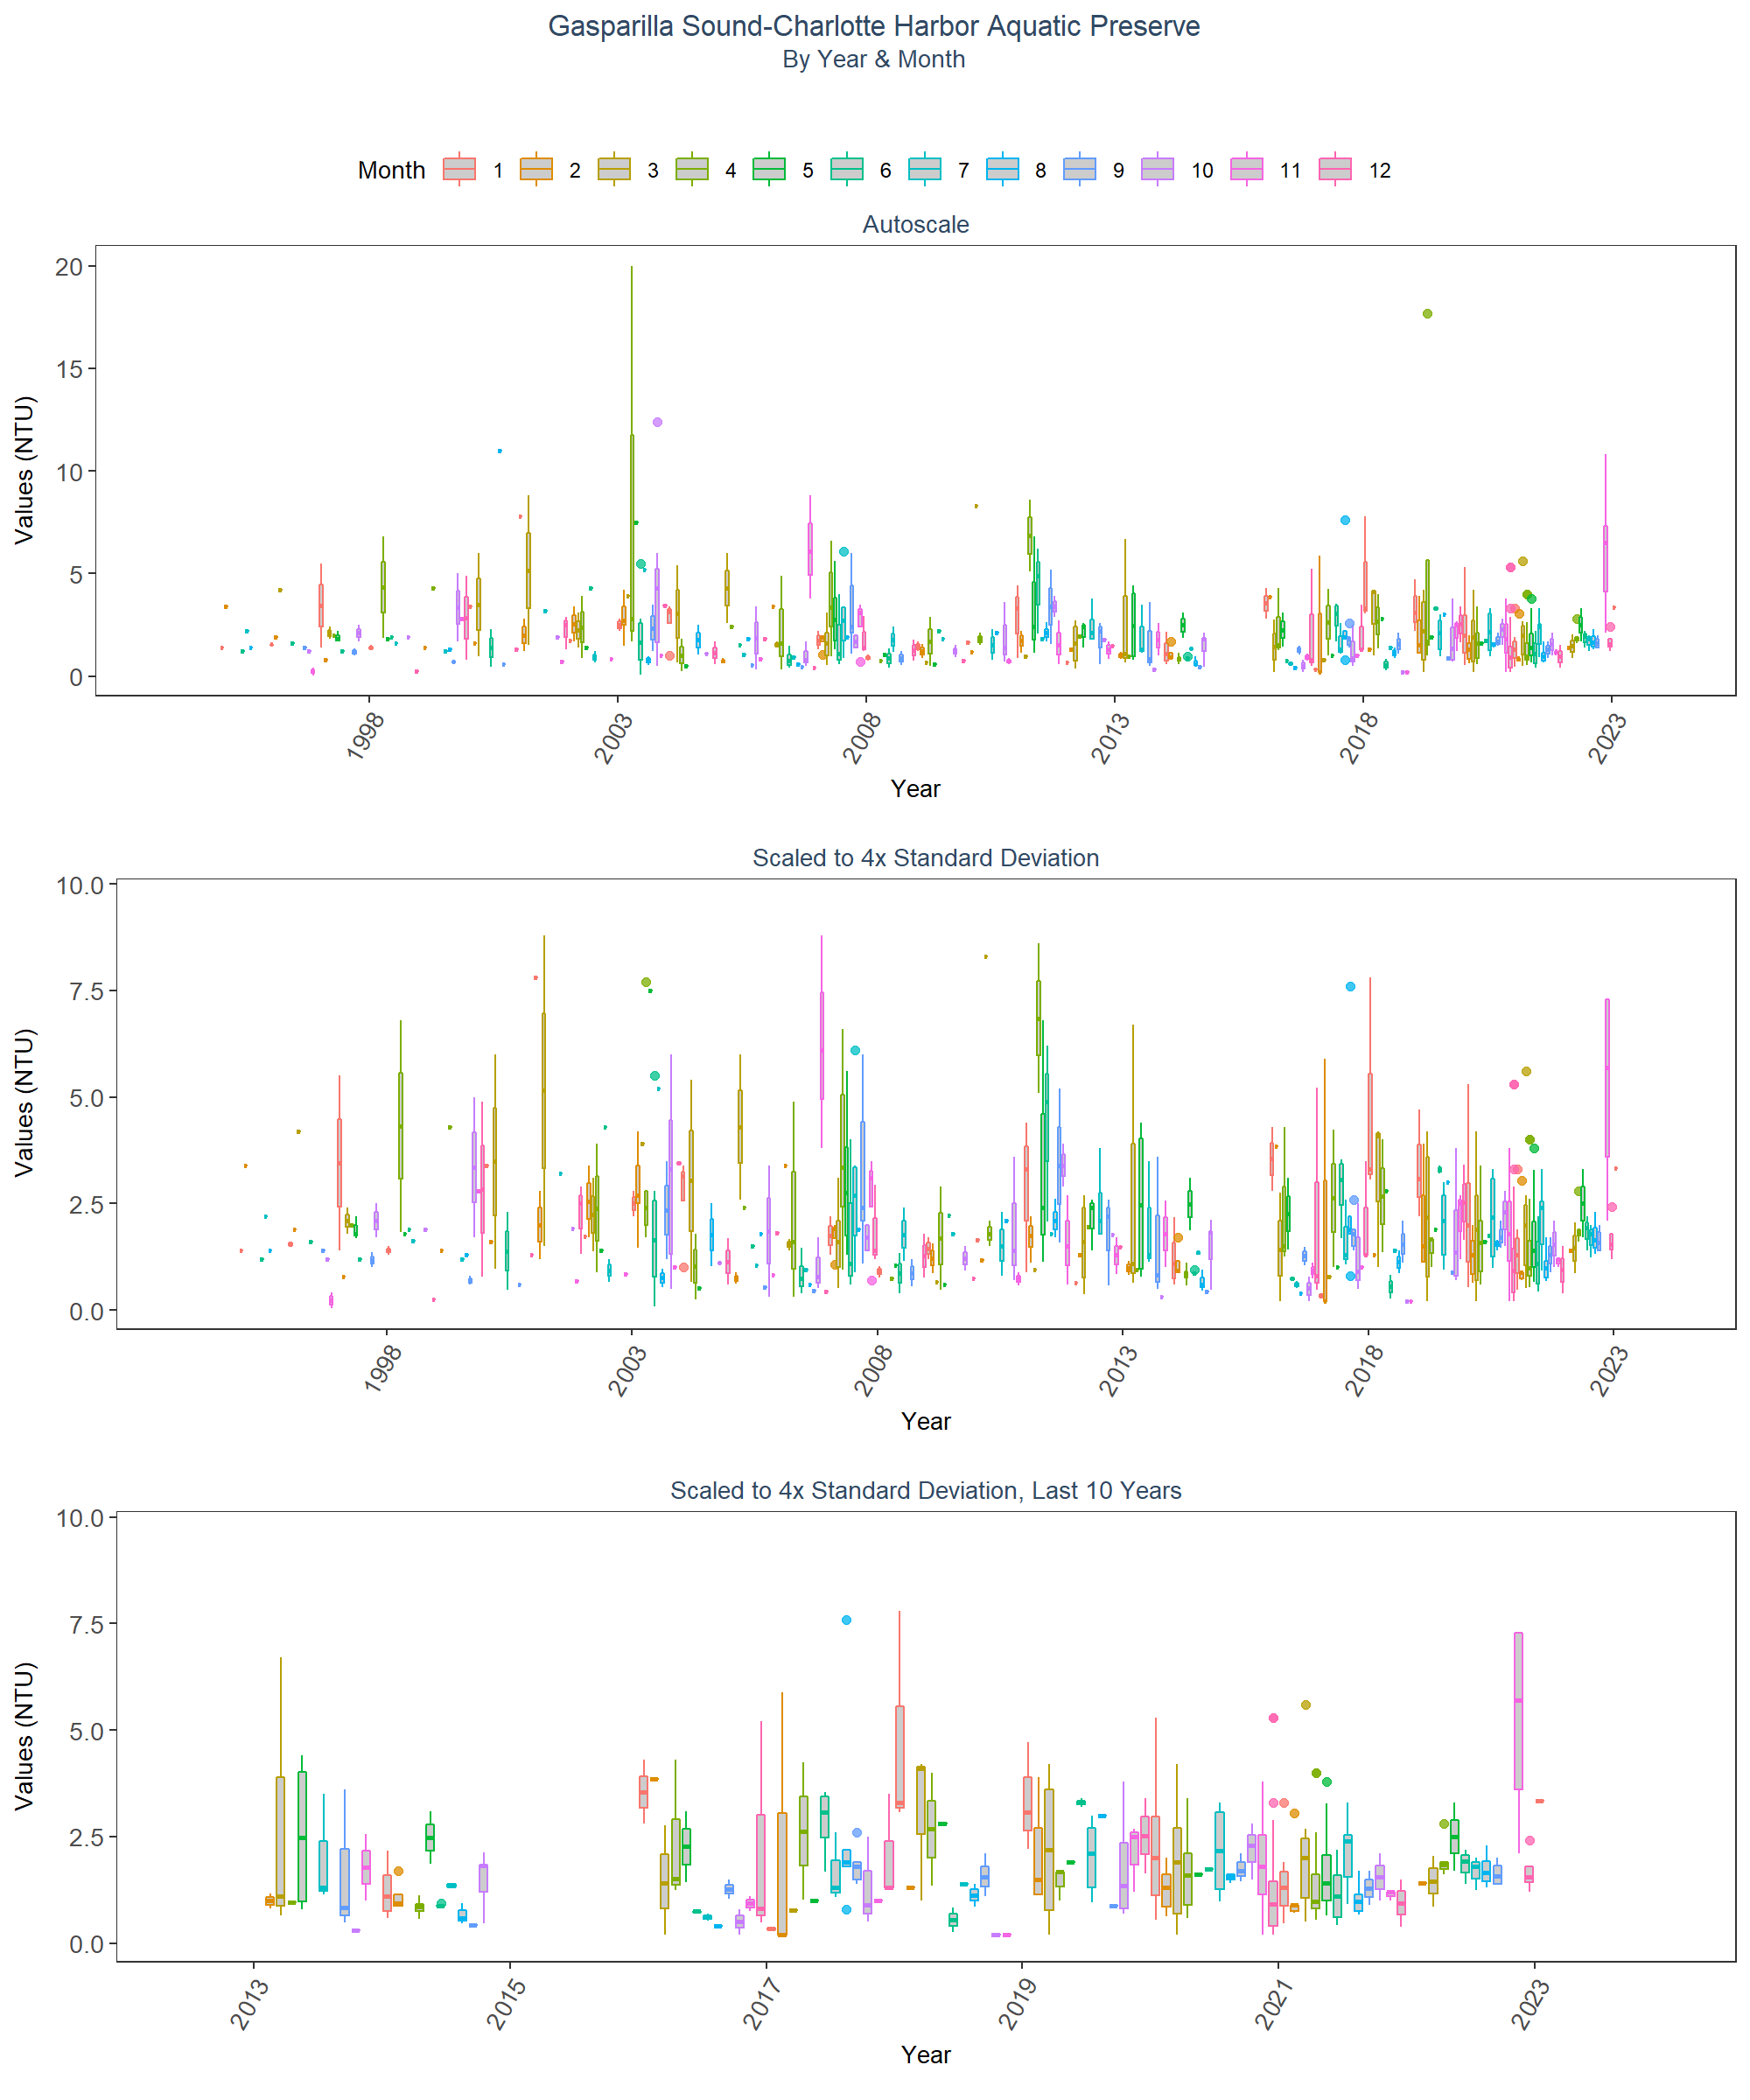 Gasparilla Sound-Charlotte Harbor Aquatic Preserve
By Year & Month
Month 1 2 3 4 5 6 7 8 9 10 11 12
Autoscale
Values (NTU)
20
15
10
5
0
1998 2003 2008 2013 2018 2023
Year
Scaled to 4x Standard Deviation
Values (NTU)
10.0
7.5
5.0
2.5
0.0
1998 2003 2008 2013 2018 2023
Year
Scaled to 4x Standard Deviation, Last 10 Years
Values (NTU)
10.0
7.5
5.0
2.5
0.0
2013 2015 2017 2019 2021 2023
Year